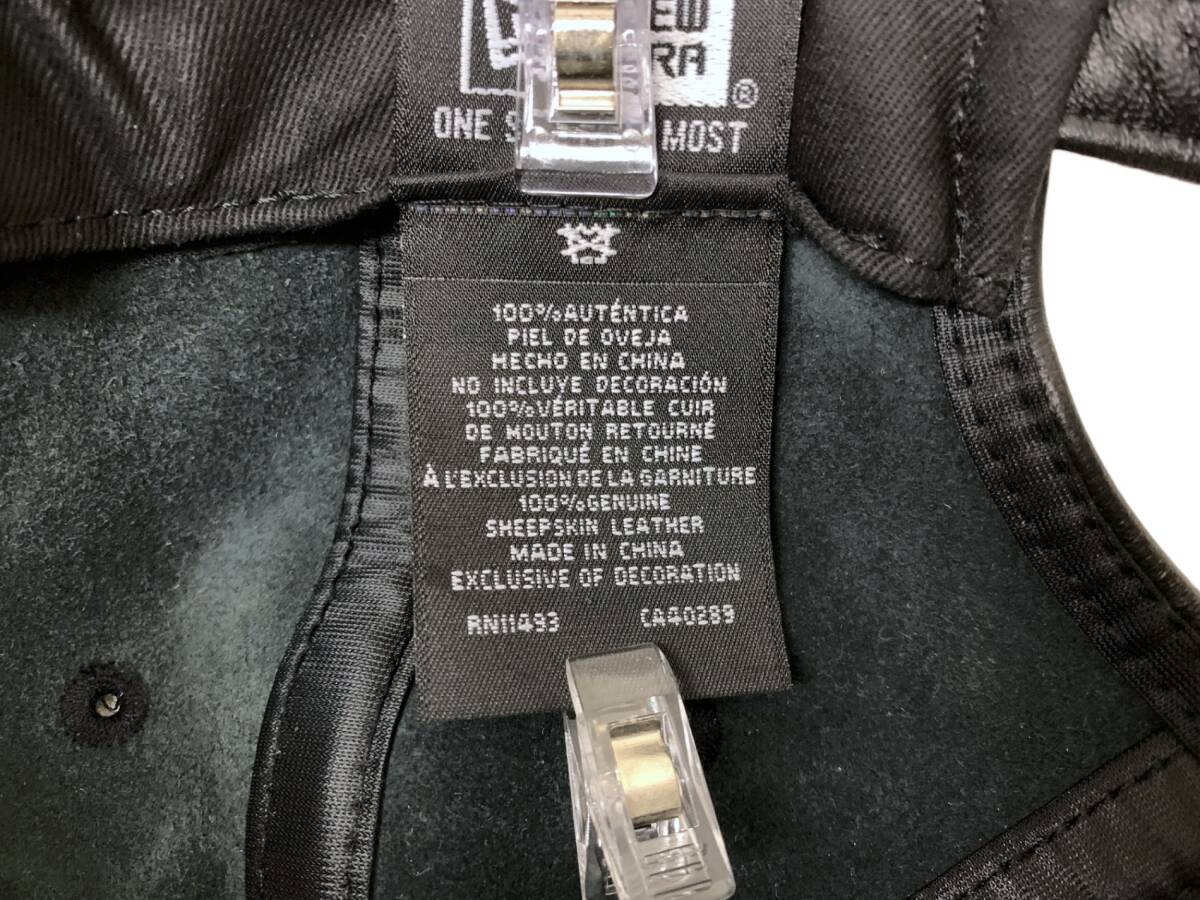 EW
RA
®
ONE S MOST
100%AUTÉNTICA
PIEL DE OVEJA
HECHO EN CHINA
NO INCLUYE DECORACIÓN
100%VÉRITABLE CUIR
DE MOUTON RETOURNÉ
FABRIQUÉ EN CHINE
À L'EXCLUSION DE LA GARNITURE
100%GENUINE
SHEEPSKIN LEATHER
MADE IN CHINA
EXCLUSIVE OF DECORATION
RN11493 CA40289